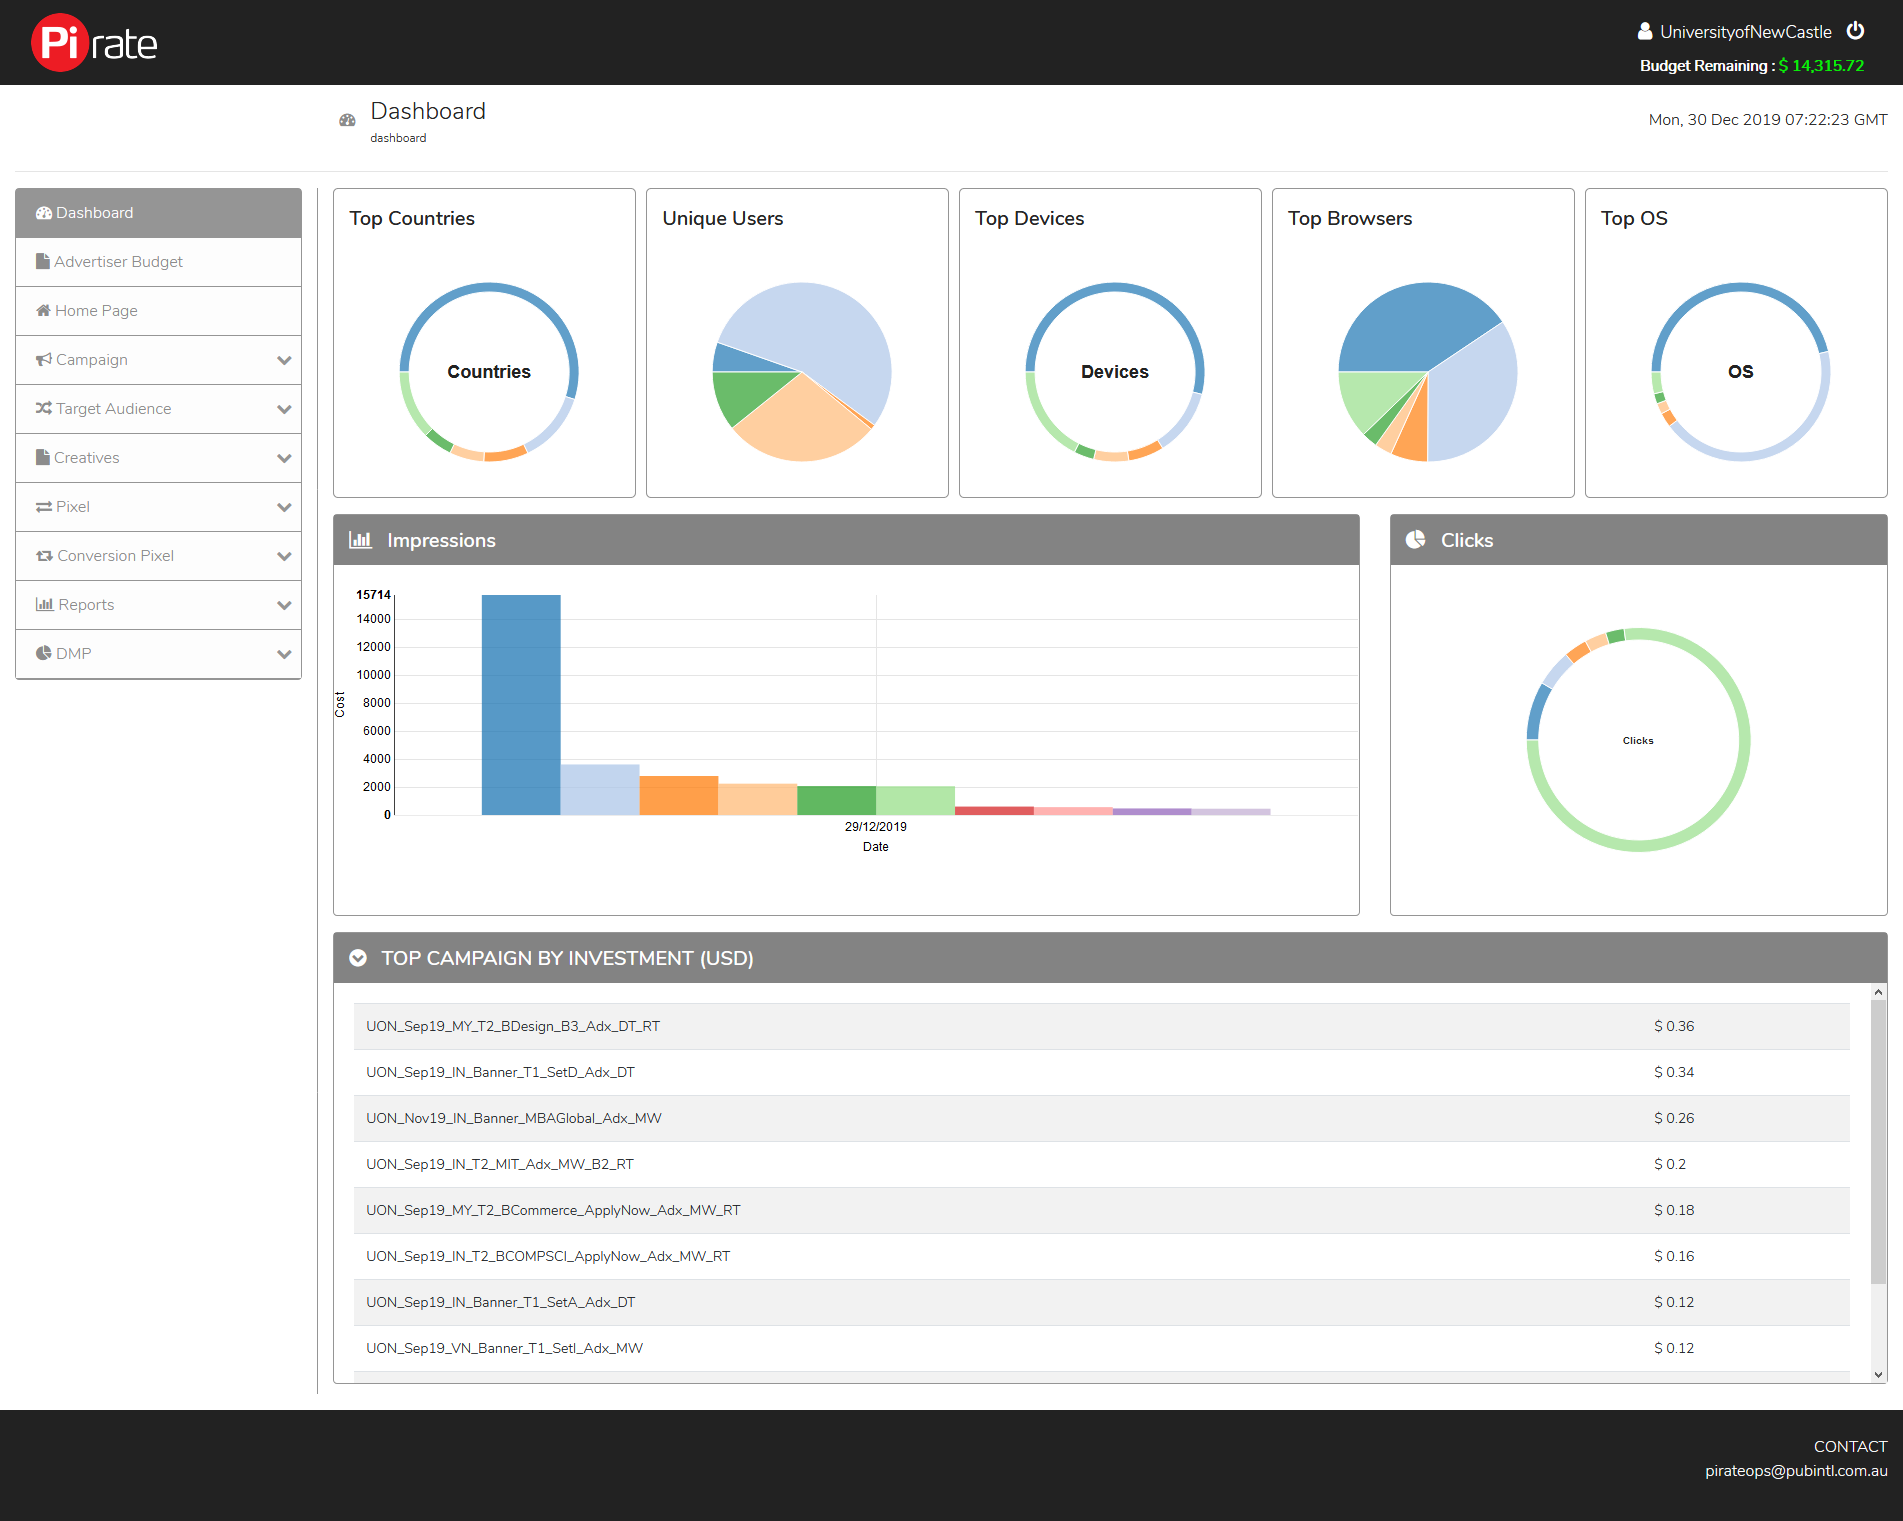 Pirate
UniversityofNewCastle
Budget Remaining : $ 14,315.72
Dashboard
dashboard
Mon, 30 Dec 2019 07:22:23 GMT
Dashboard
Advertiser Budget
Home Page
Campaign
Target Audience
Creatives
Pixel
Conversion Pixel
Reports
DMP
Top Countries
Countries
Unique Users
Top Devices
Devices
Top Browsers
Top OS
OS
Impressions
15714
14000
12000
10000
8000
6000
4000
2000
0
Cost
29/12/2019
Date
Clicks
Clicks
TOP CAMPAIGN BY INVESTMENT (USD)
UON_Sep19_MY_T2_BDesign_B3_Adx_DT_RT $ 0.36
UON_Sep19_IN_Banner_T1_SetD_Adx_DT $ 0.34
UON_Nov19_IN_Banner_MBAGlobal_Adx_MW $ 0.26
UON_Sep19_IN_T2_MIT_Adx_MW_B2_RT $ 0.2
UON_Sep19_MY_T2_BCommerce_ApplyNow_Adx_MW_RT $ 0.18
UON_Sep19_IN_T2_BCOMPSCI_ApplyNow_Adx_MW_RT $ 0.16
UON_Sep19_IN_Banner_T1_SetA_Adx_DT $ 0.12
UON_Sep19_VN_Banner_T1_SetI_Adx_MW $ 0.12
CONTACT
pirateops@pubintl.com.au